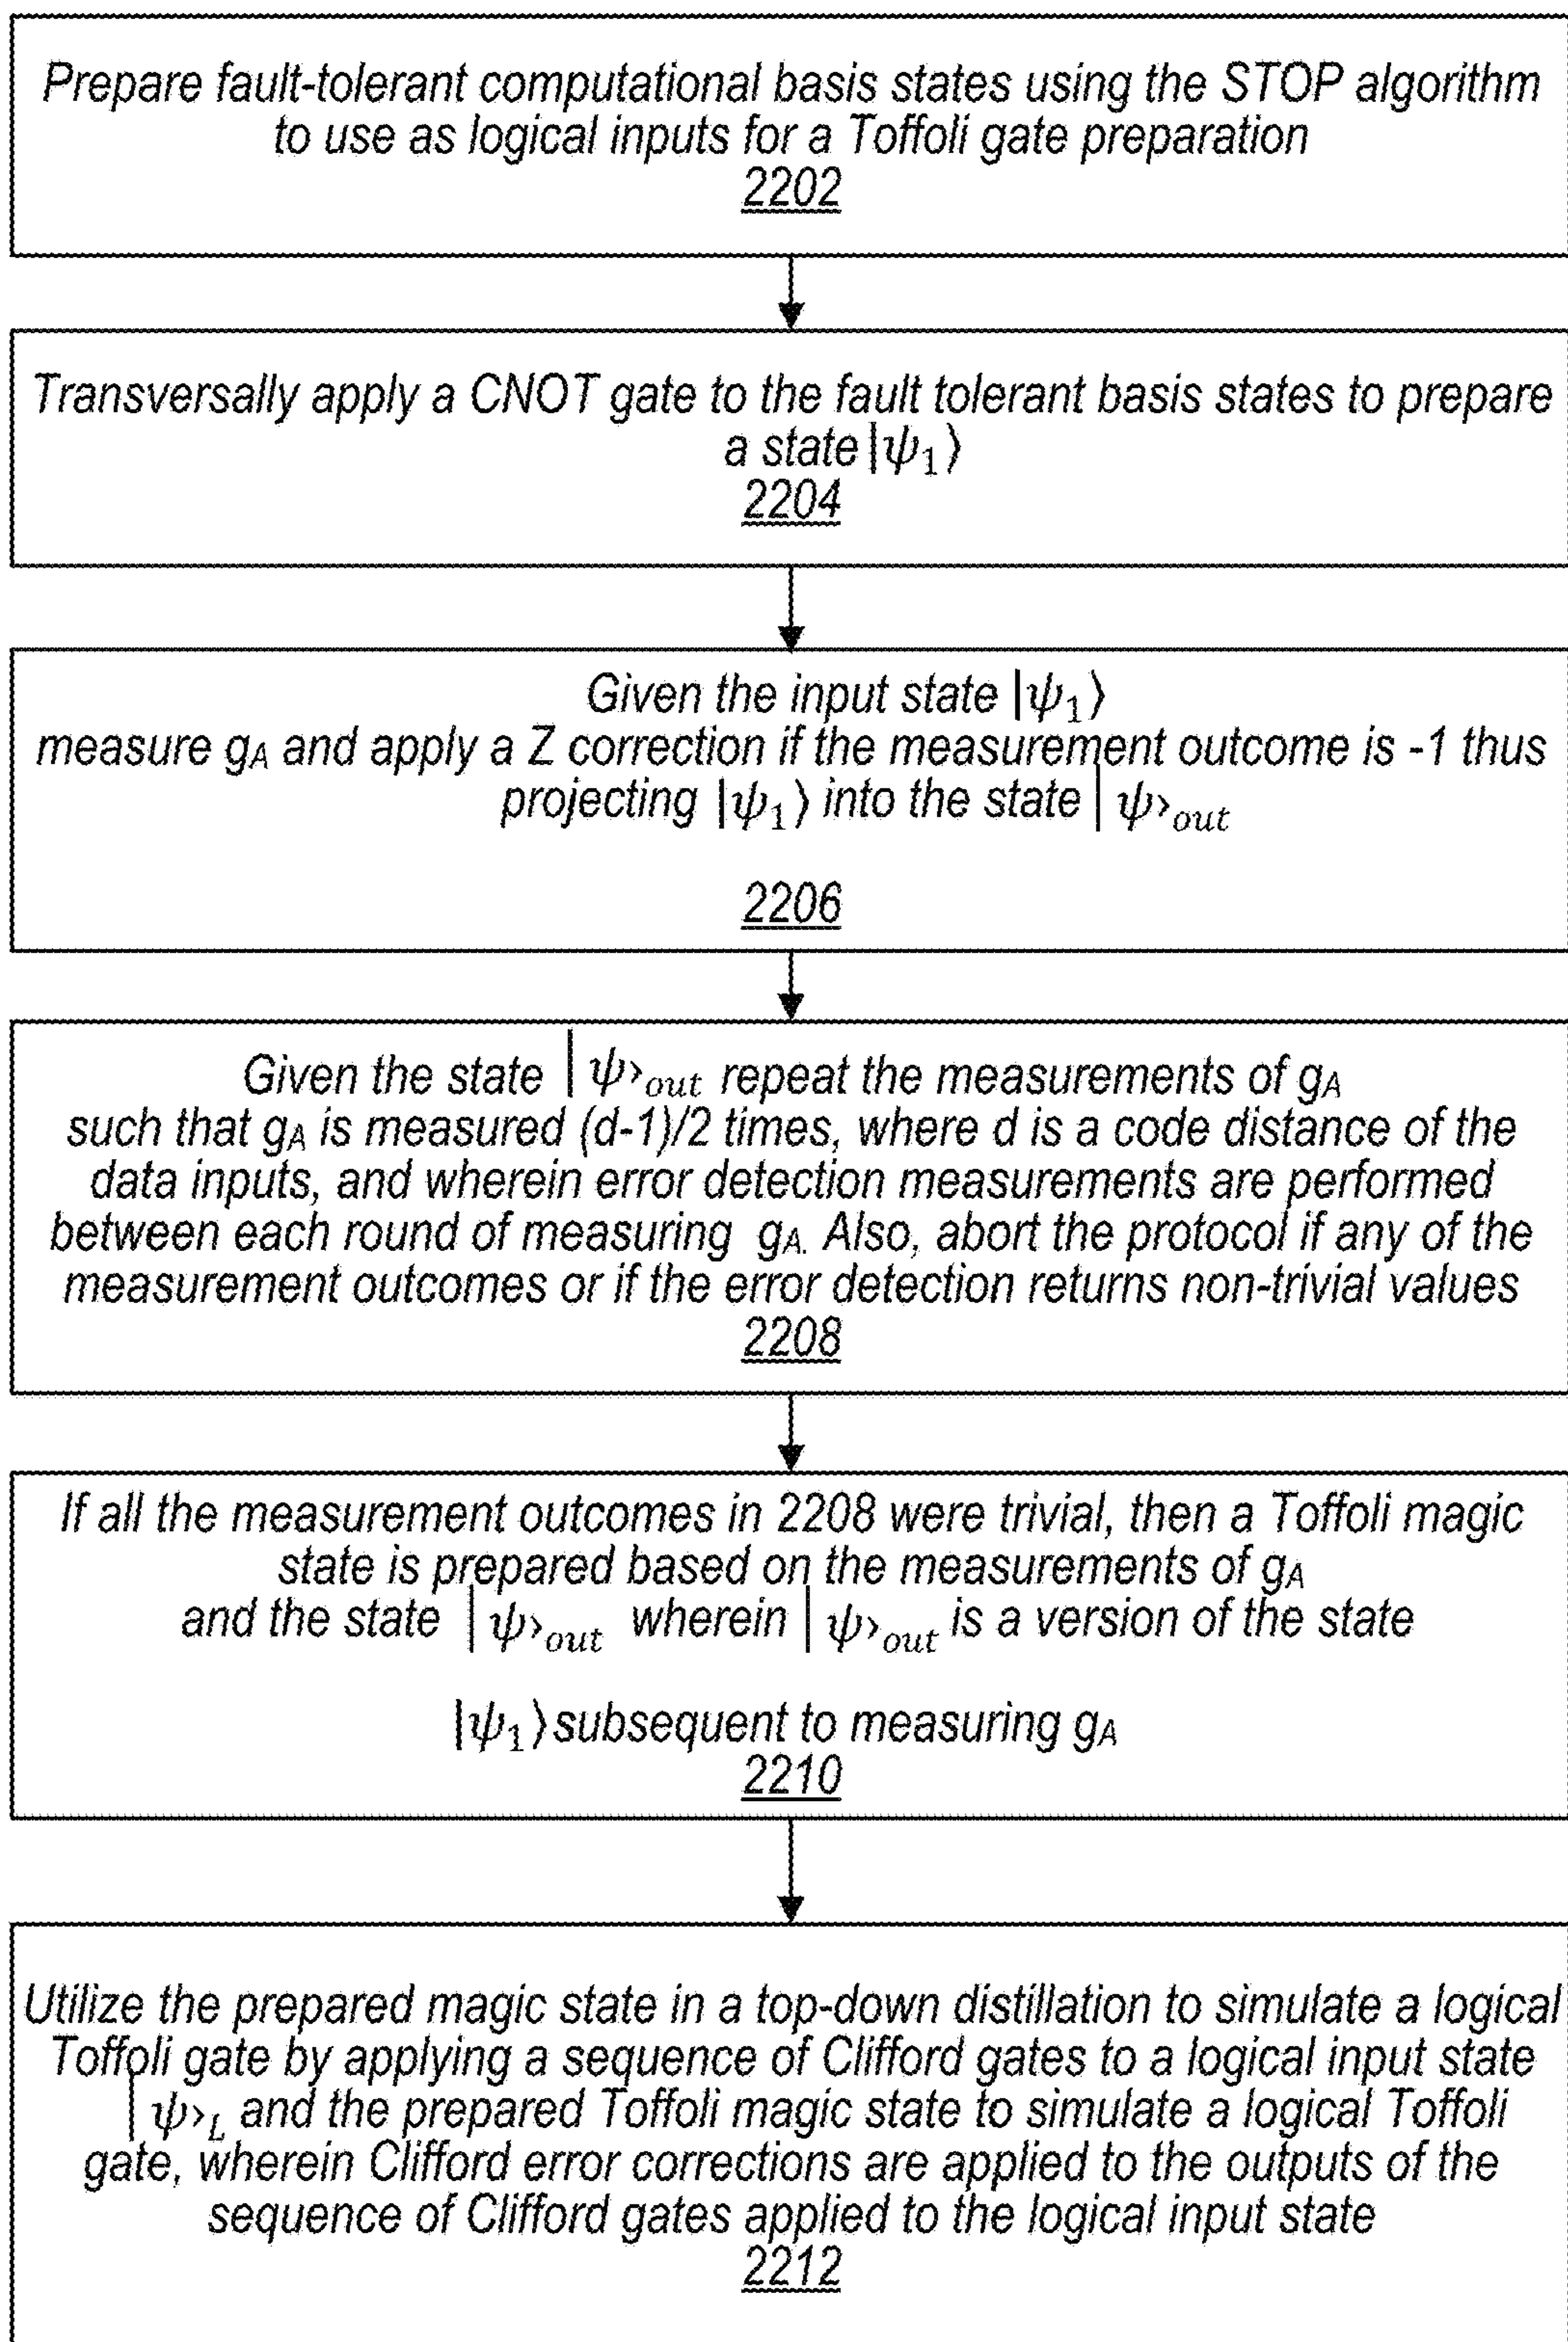 Prepare fault-tolerant computational basis states using the STOP algorithm
to use as logical inputs for a Toffoli gate preparation
2202
Transversally apply a CNOT gate to the fault tolerant basis states to prepare
a state |ψ₁⟩
2204
Given the input state |ψ₁⟩
measure gA and apply a Z correction if the measurement outcome is -1 thus
projecting |ψ₁⟩ into the state |ψ›out
2206
Given the state |ψ›out repeat the measurements of gA
such that gA is measured (d-1)/2 times, where d is a code distance of the
data inputs, and wherein error detection measurements are performed
between each round of measuring gA. Also, abort the protocol if any of the
measurement outcomes or if the error detection returns non-trivial values
2208
If all the measurement outcomes in 2208 were trivial, then a Toffoli magic
state is prepared based on the measurements of gA
and the state |ψ›out wherein |ψ›out is a version of the state
|ψ₁⟩ subsequent to measuring gA
2210
Utilize the prepared magic state in a top-down distillation to simulate a logical
Toffoli gate by applying a sequence of Clifford gates to a logical input state
|ψ›L and the prepared Toffoli magic state to simulate a logical Toffoli
gate, wherein Clifford error corrections are applied to the outputs of the
sequence of Clifford gates applied to the logical input state
2212